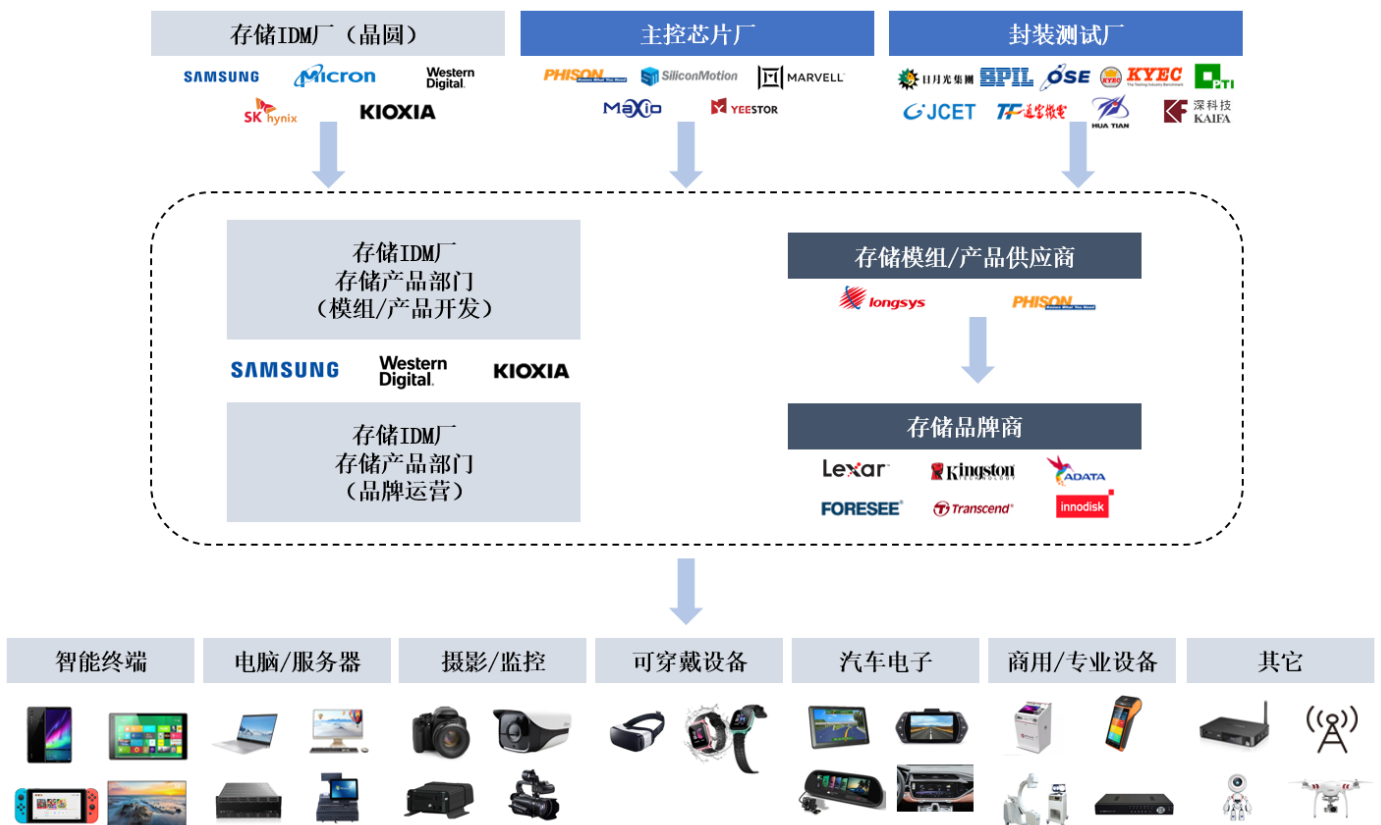 存储IDM厂（晶圆）
主控芯片厂
封装测试厂
SAMSUNG
Micron
Western
Digital.
PHISON
SiliconMotion
MARVELL
日月光集團
SPIL
OSE
KYEC
PTI
SK hynix
KIOXIA
Maxio
YEESTOR
JCET
TF通富微电
HUA TIAN
深科技
KAIFA
存储IDM厂
存储产品部门
（模组/产品开发）
存储模组/产品供应商
longsys
PHISON
SAMSUNG
Western
Digital.
KIOXIA
存储IDM厂
存储产品部门
（品牌运营）
存储品牌商
Lexar
Kingston
TECHNOLOGY
ADATA
FORESEE®
Transcend®
innodisk
智能终端
电脑/服务器
摄影/监控
可穿戴设备
汽车电子
商用/专业设备
其它